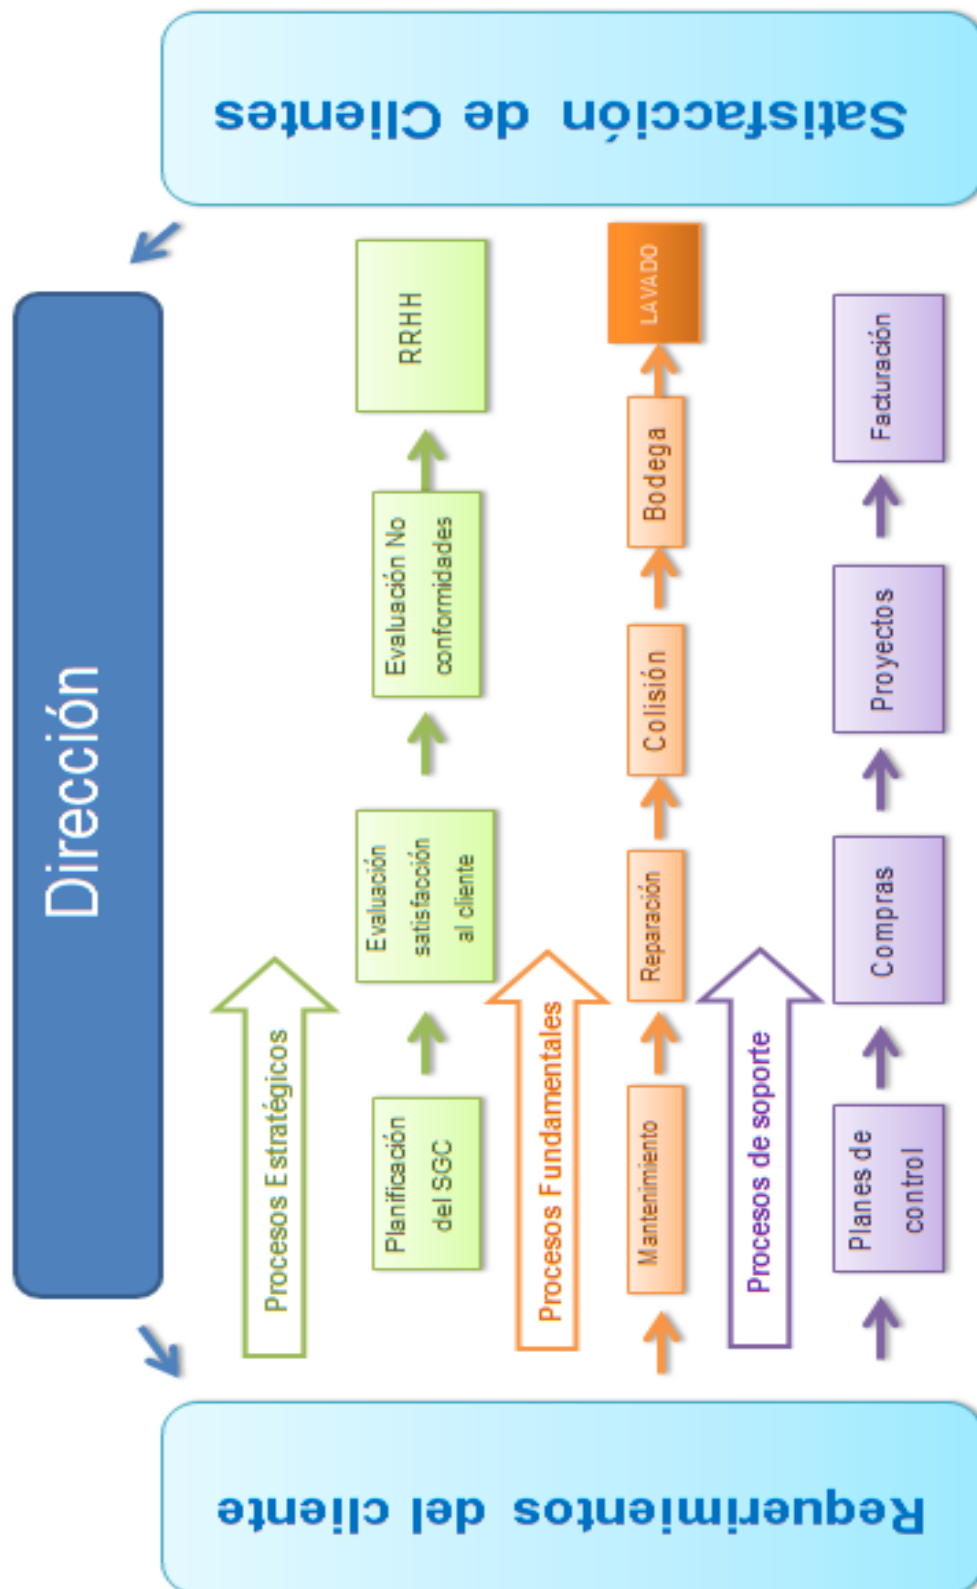 Dirección
Requerimientos del cliente
Procesos Estratégicos
Planificación
del SGC
Evaluación
satisfacción
al cliente
Evaluación No
conformidades
RRHH
Procesos Fundamentales
Mantenimiento
Reparación
Colisión
Bodega
LAVADO
Procesos de soporte
Planes de
control
Compras
Proyectos
Facturación
Satisfacción de Clientes